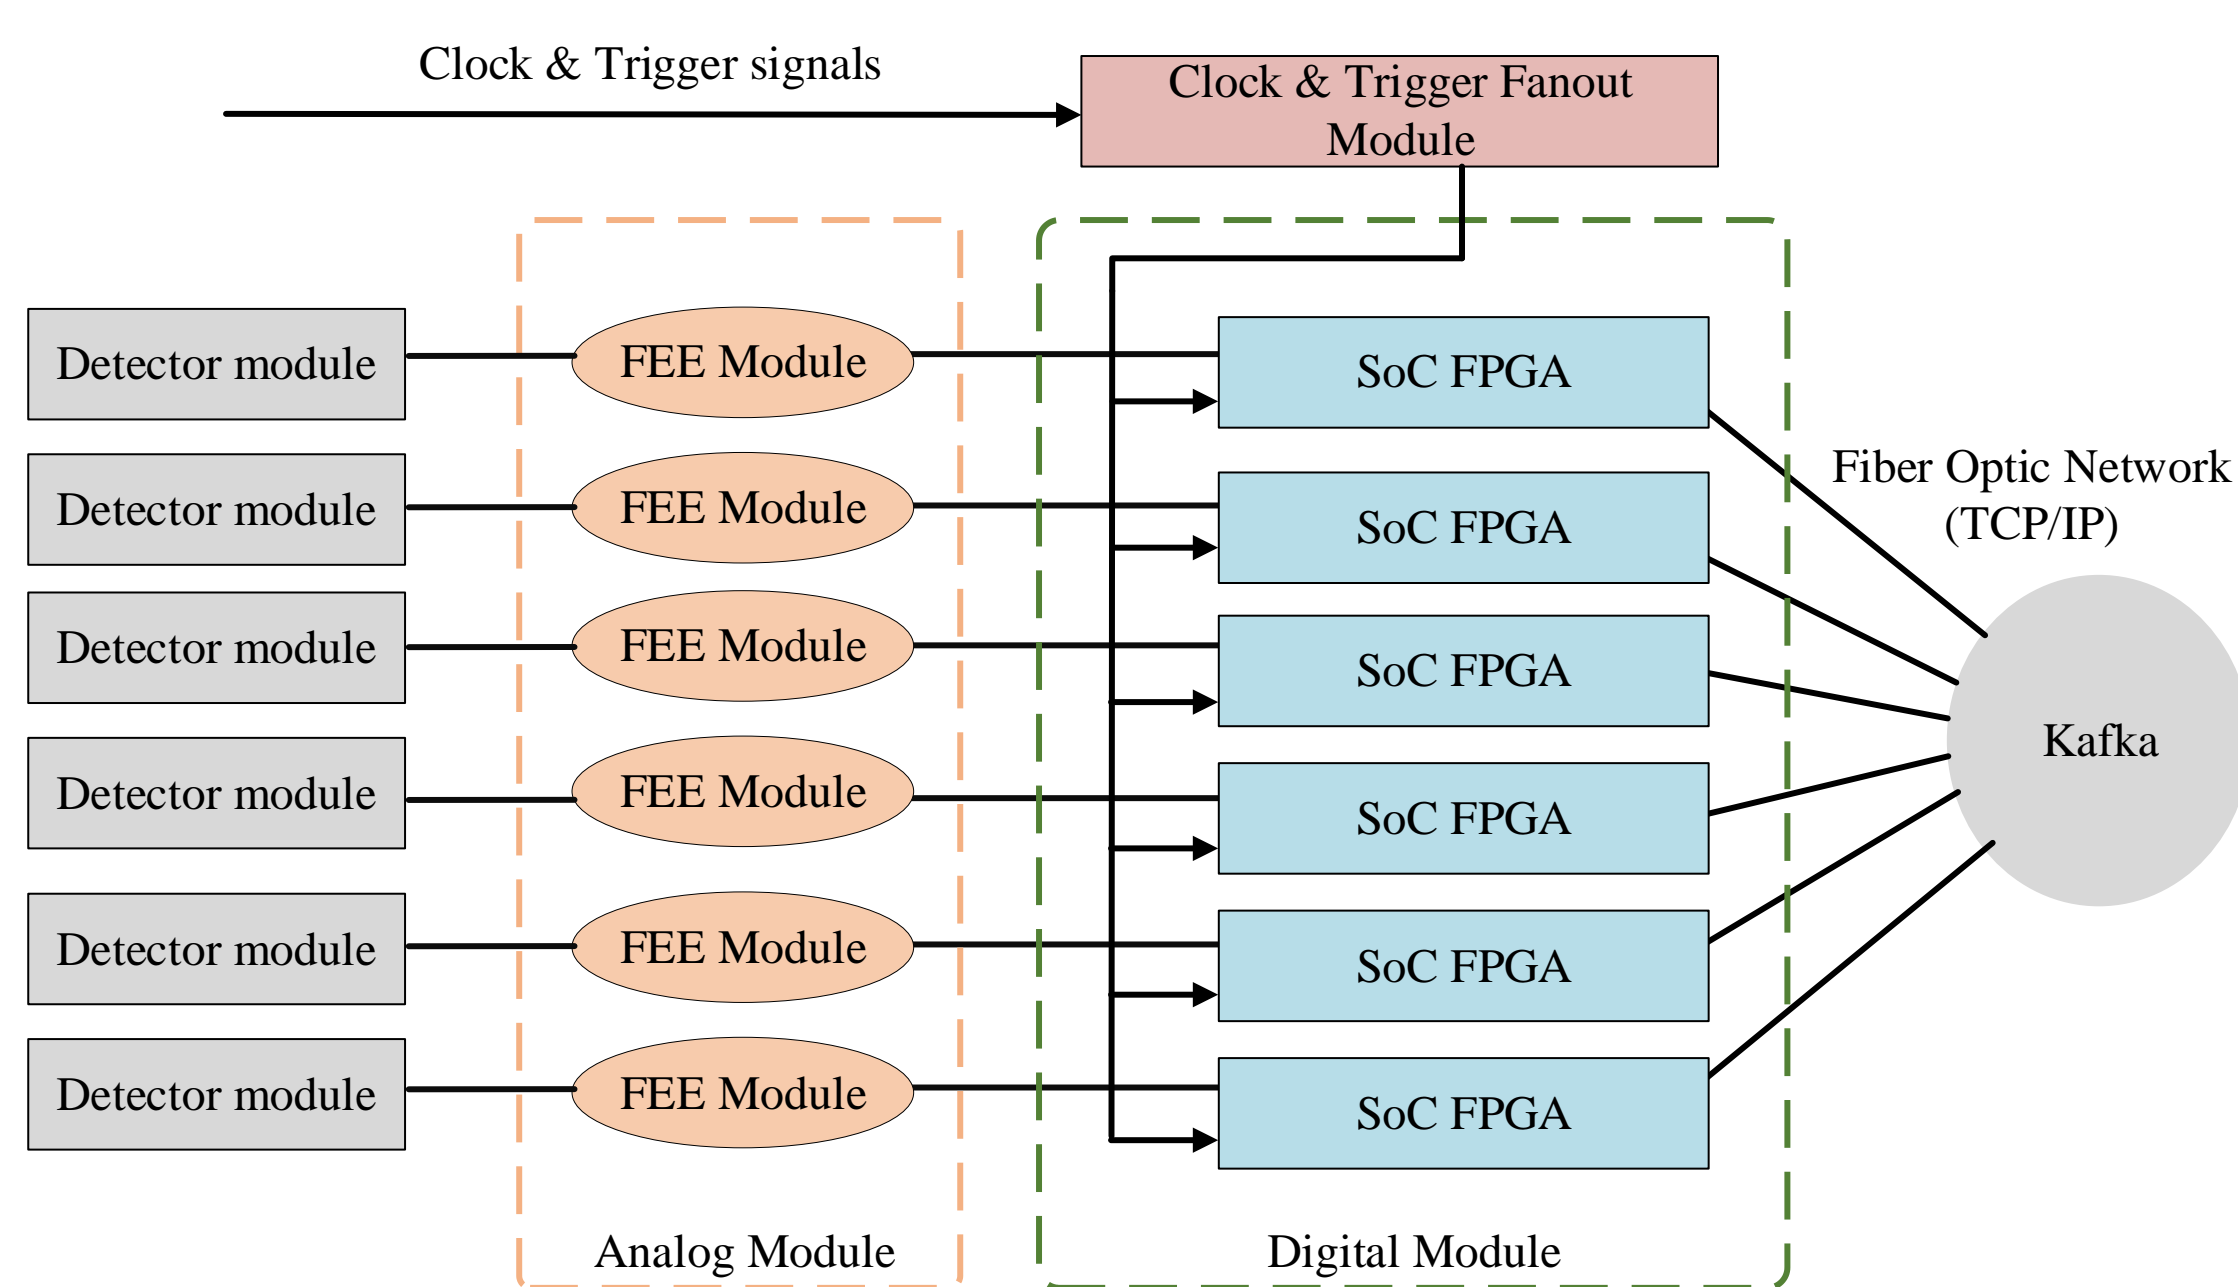 Clock & Trigger signals
Clock & Trigger Fanout
Module
Detector module
FEE Module
SoC FPGA
Detector module
FEE Module
SoC FPGA
Fiber Optic Network
(TCP/IP)
Detector module
FEE Module
SoC FPGA
Kafka
Detector module
FEE Module
SoC FPGA
Detector module
FEE Module
SoC FPGA
Detector module
FEE Module
SoC FPGA
Analog Module
Digital Module